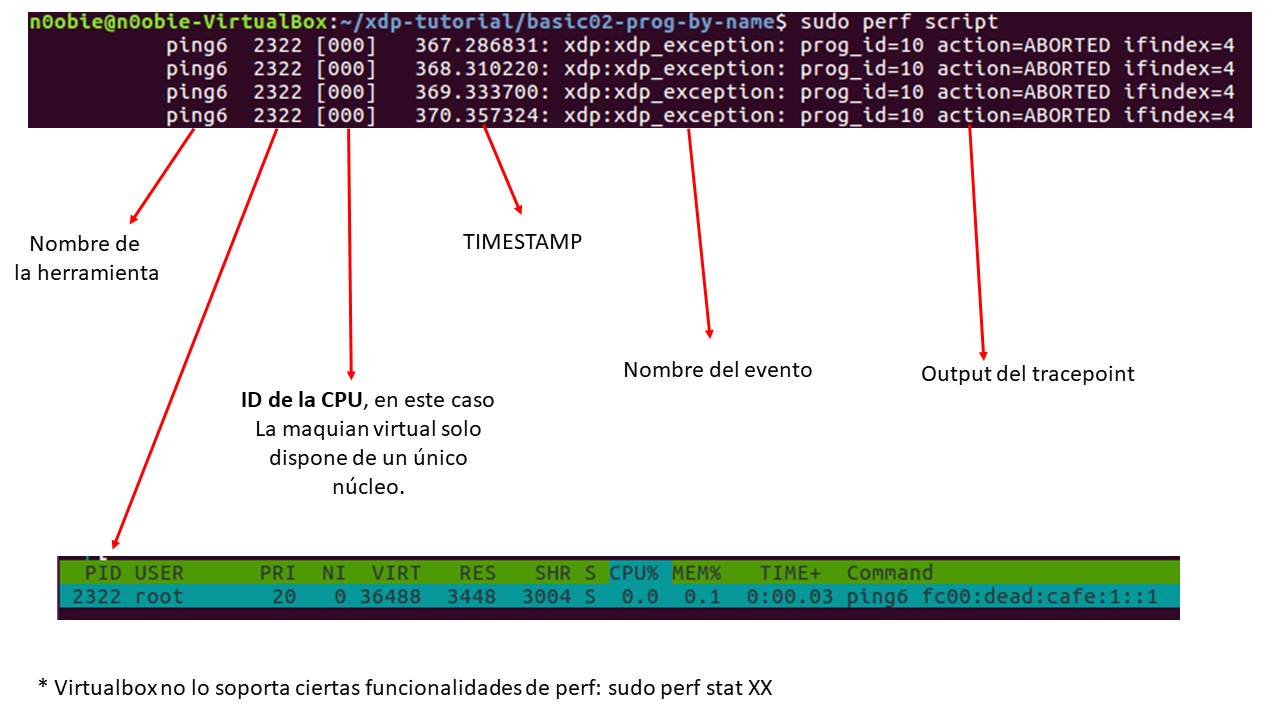 n0obie@n0obie-VirtualBox:~/xdp-tutorial/basic02-prog-by-name$ sudo perf script
ping6 2322 [000] 367.286831: xdp:xdp_exception: prog_id=10 action=ABORTED ifindex=4
ping6 2322 [000] 368.310220: xdp:xdp_exception: prog_id=10 action=ABORTED ifindex=4
ping6 2322 [000] 369.333700: xdp:xdp_exception: prog_id=10 action=ABORTED ifindex=4
ping6 2322 [000] 370.357324: xdp:xdp_exception: prog_id=10 action=ABORTED ifindex=4
Nombre de
la herramienta
TIMESTAMP
Nombre del evento
Output del tracepoint
ID de la CPU, en este caso
La maquian virtual solo
dispone de un único
núcleo.
PID USER PRI NI VIRT RES SHR S CPU% MEM% TIME+ Command
2322 root 20 0 36488 3448 3004 S 0.0 0.1 0:00.03 ping6 fc00:dead:cafe:1::1
* Virtualbox no lo soporta ciertas funcionalidades de perf: sudo perf stat XX